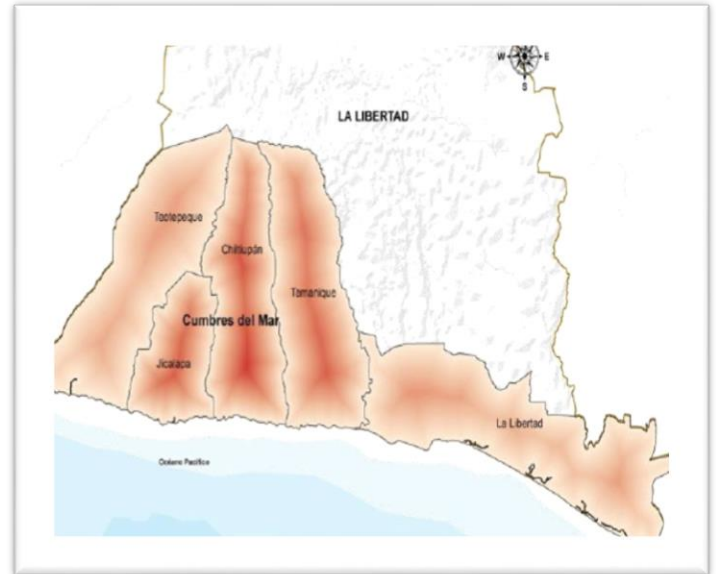 W E
S
LA LIBERTAD
Teotepeque
Chiltiupán
Tamanique
Cumbres del Mar
Jicalapa
La Libertad
Océano Pacífico